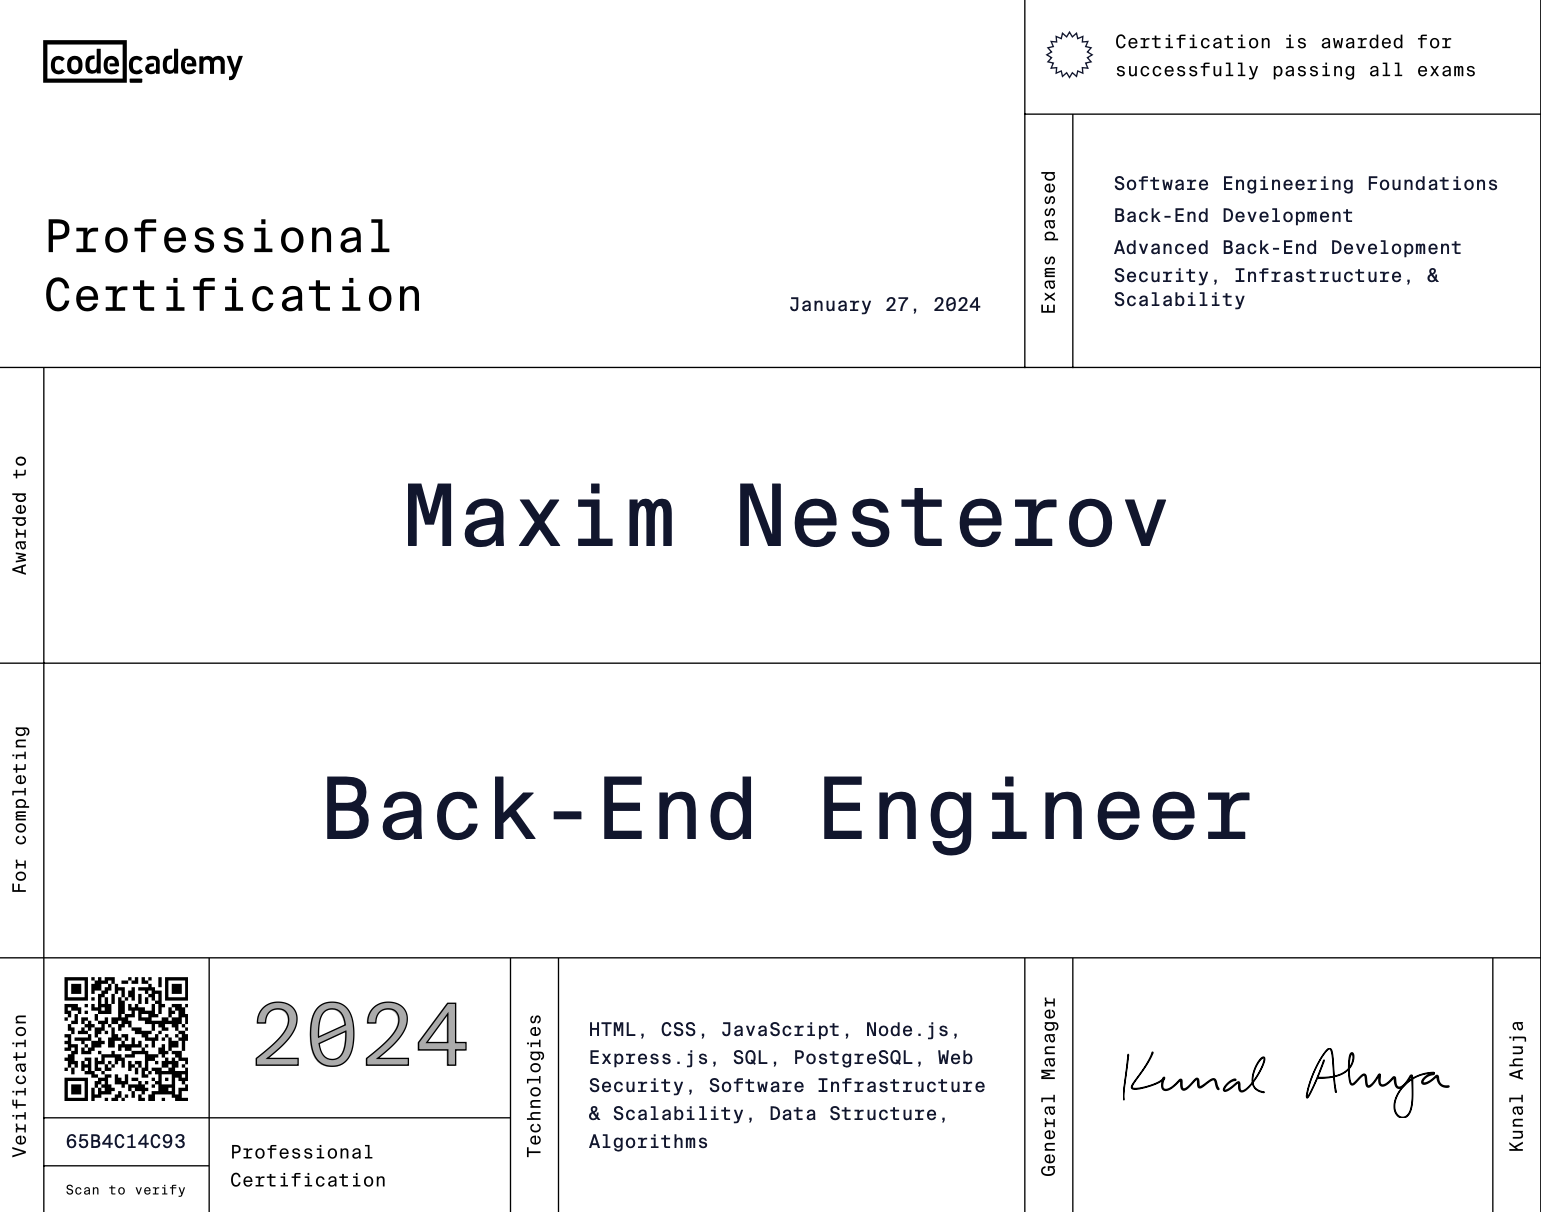 codecademy
Certification is awarded for
successfully passing all exams
Professional
Certification
January 27, 2024
Exams passed
Software Engineering Foundations
Back-End Development
Advanced Back-End Development
Security, Infrastructure, &
Scalability
Awarded to
Maxim Nesterov
For completing
Back-End Engineer
Verification
65B4C14C93
Scan to verify
2024
Professional
Certification
Technologies
HTML, CSS, JavaScript, Node.js,
Express.js, SQL, PostgreSQL, Web
Security, Software Infrastructure
& Scalability, Data Structure,
Algorithms
General Manager
Kunal Ahuja
Kunal Ahuja